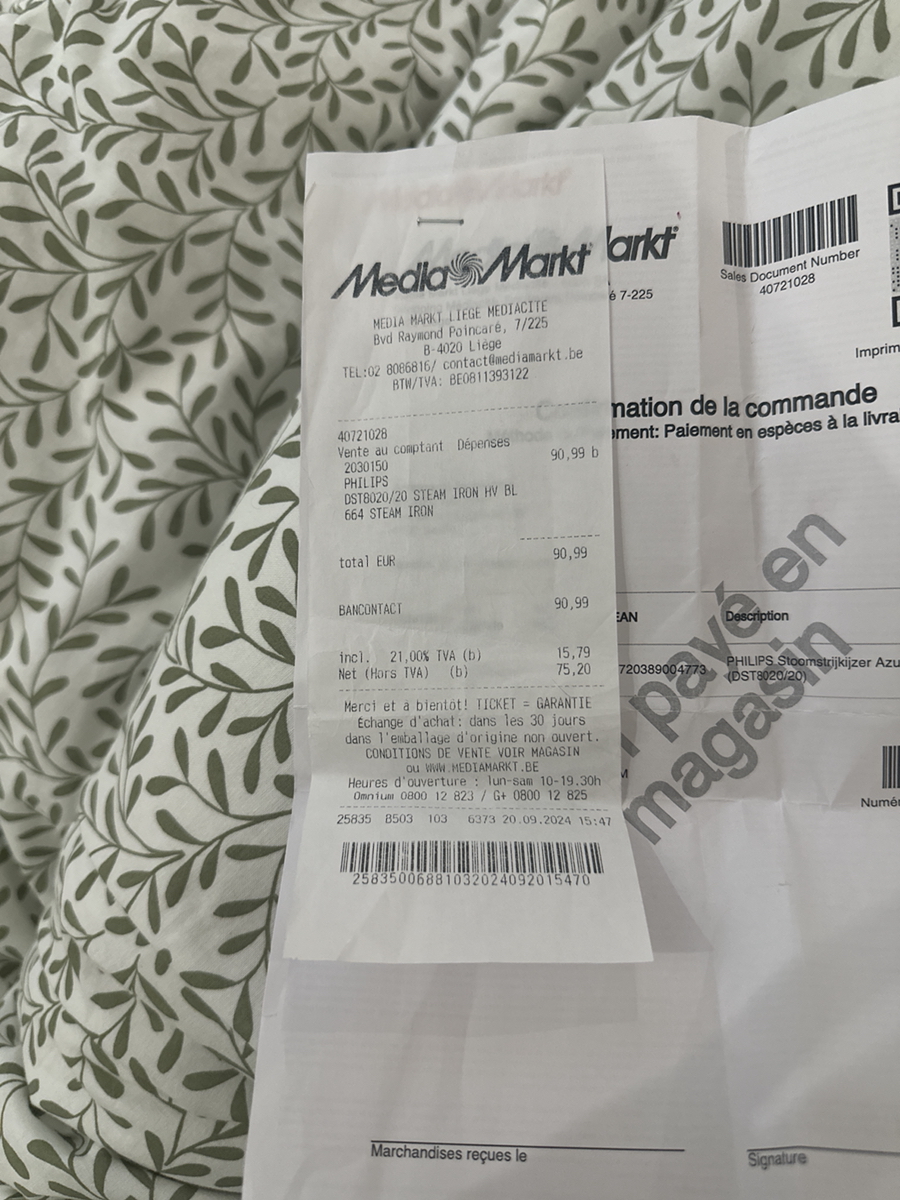 Media Markt
MEDIA MARKT LIEGE MEDIACITE
Bvd Raymond Poincaré, 7/225
B-4020 Liège
TEL:02 8086816/ contact@mediamarkt.be
BTW/TVA: BE0811393122
40721028
Vente au comptant Dépenses
2030150 90,99 b
PHILIPS
DST8020/20 STEAM IRON HV BL
664 STEAM IRON
total EUR 90,99
BANCONTACT 90,99
incl. 21,00% TVA (b) 15,79
Net (Hors TVA) (b) 75,20
Merci et à bientôt! TICKET = GARANTIE
Échange d'achat: dans les 30 jours
dans l'emballage d'origine non ouvert.
CONDITIONS DE VENTE VOIR MAGASIN
ou WWW.MEDIAMARKT.BE
Heures d'ouverture : lun-sam 10-19.30h
Omnium 0800 12 823 / G+ 0800 12 825
25835 B503 103 6373 20.09.2024 15:47
25835006881032024092015470
arkt
é 7-225
Sales Document Number
40721028
Imprim
mation de la commande
ement: Paiement en espèces à la livra
payé en
magasin
EAN Description
720389004773 PHILIPS Stoomstrijkijzer Azu
(DST8020/20)
M
Numé
Marchandises reçues le
Signature